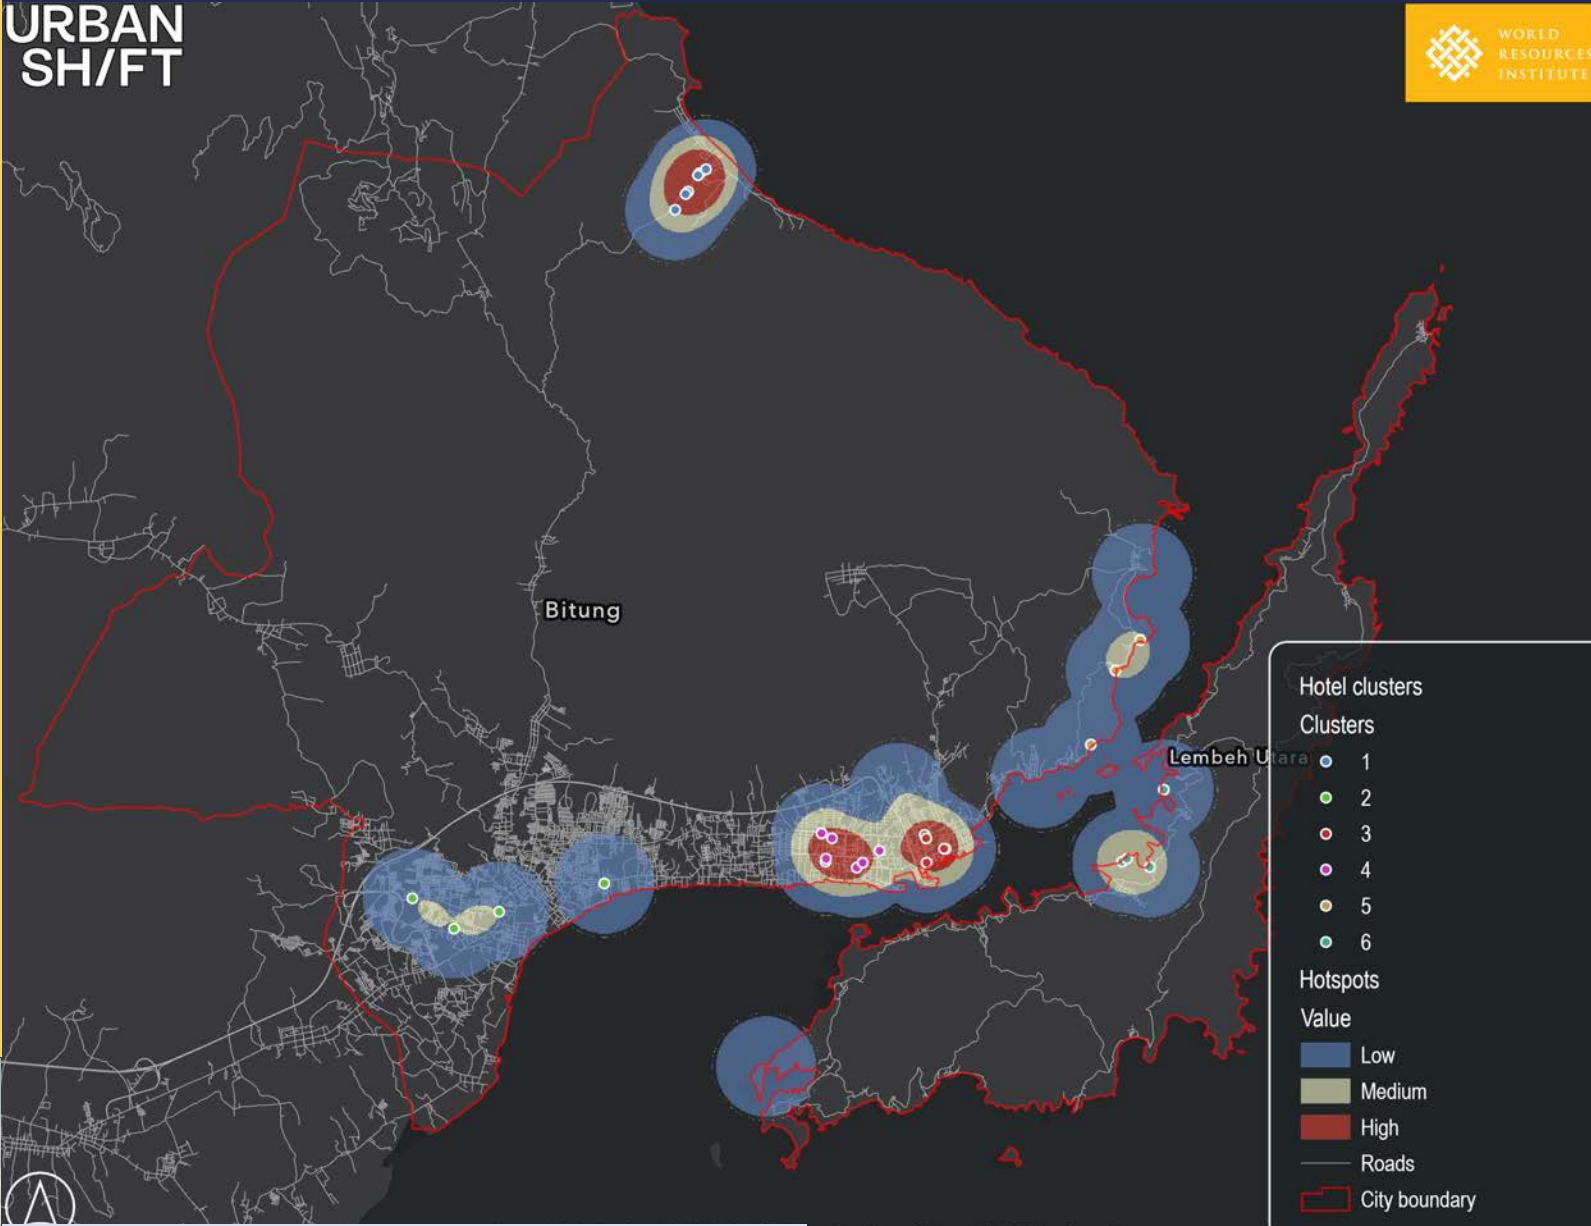 URBAN
SH/FT
WORLD
RESOURCES
INSTITUTE
Bitung
Lembeh Utara
Hotel clusters
Clusters
1
2
3
4
5
6
Hotspots
Value
Low
Medium
High
Roads
City boundary